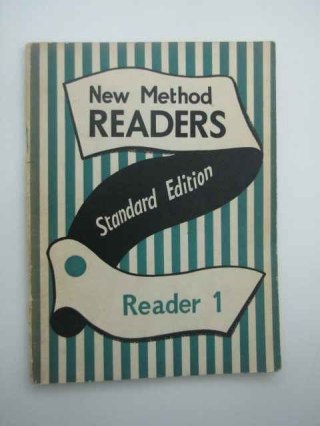 New Method
READERS
Standard Edition
Reader 1